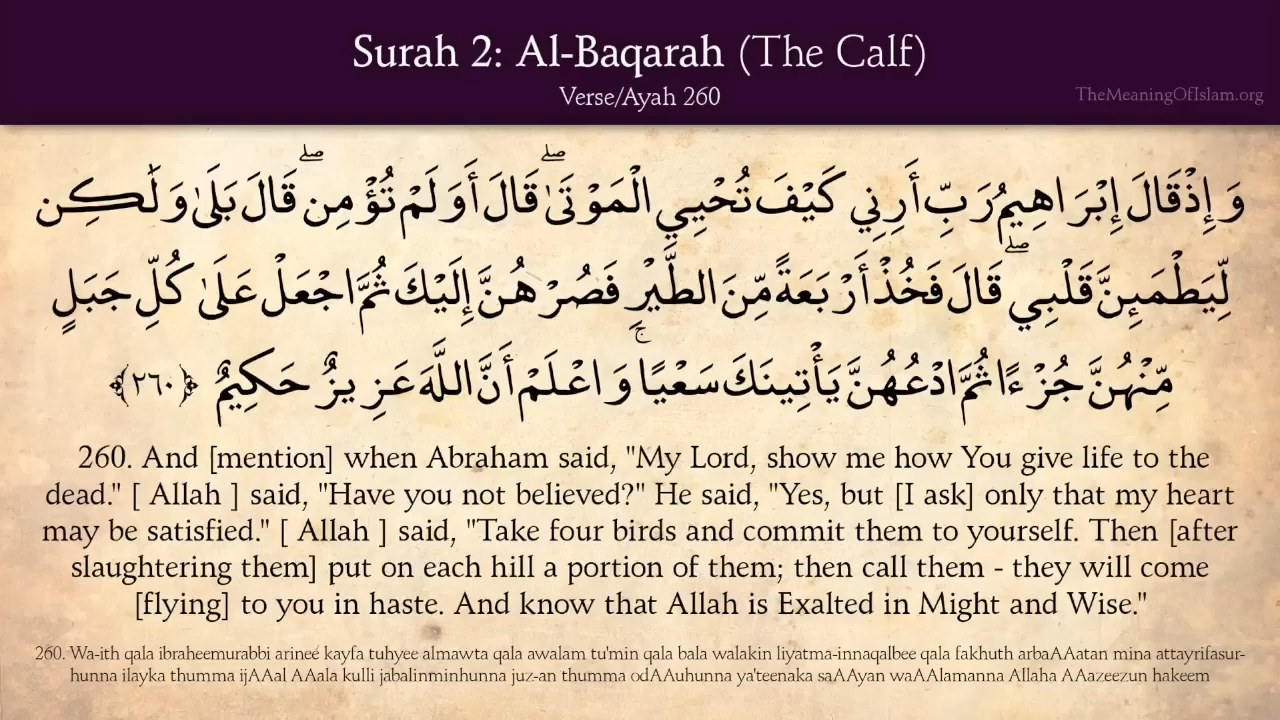 Surah 2: Al-Baqarah (The Calf)
Verse/Ayah 260
TheMeaningOfIslam.org
وَإِذْ قَالَ إِبْرَاهِيمُ رَبِّ أَرِنِي كَيْفَ تُحْيِي الْمَوْتَىٰ ۖ قَالَ أَوَلَمْ تُؤْمِن ۖ قَالَ بَلَىٰ وَلَٰكِن
لِّيَطْمَئِنَّ قَلْبِي ۖ قَالَ فَخُذْ أَرْبَعَةً مِّنَ الطَّيْرِ فَصُرْهُنَّ إِلَيْكَ ثُمَّ اجْعَلْ عَلَىٰ كُلِّ جَبَلٍ
مِّنْهُنَّ جُزْءًا ثُمَّ ادْعُهُنَّ يَأْتِينَكَ سَعْيًا ۚ وَاعْلَمْ أَنَّ اللَّهَ عَزِيزٌ حَكِيمٌ ﴿٢٦٠﴾
260. And [mention] when Abraham said, "My Lord, show me how You give life to the
dead." [ Allah ] said, "Have you not believed?" He said, "Yes, but [I ask] only that my heart
may be satisfied." [ Allah ] said, "Take four birds and commit them to yourself. Then [after
slaughtering them] put on each hill a portion of them; then call them - they will come
[flying] to you in haste. And know that Allah is Exalted in Might and Wise."
260. Wa-ith qala ibraheemurabbi arinee kayfa tuhyee almawta qala awalam tu'min qala bala walakin liyatma-innaqalbee qala fakhuth arbaAAatan mina attayrifasur-
hunna ilayka thumma ijAAal AAala kulli jabalinminhunna juz-an thumma odAAuhunna ya'teenaka saAAyan waAAlamanna Allaha AAazeezun hakeem